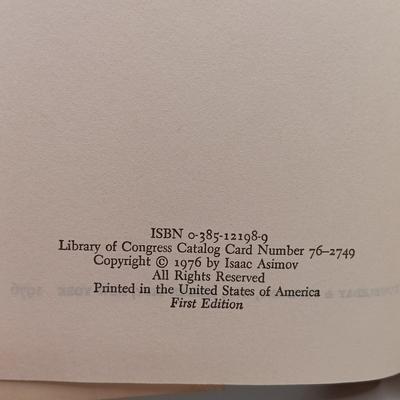 ISBN 0-385-12198-9
Library of Congress Catalog Card Number 76–2749
Copyright © 1976 by Isaac Asimov
All Rights Reserved
Printed in the United States of America
First Edition